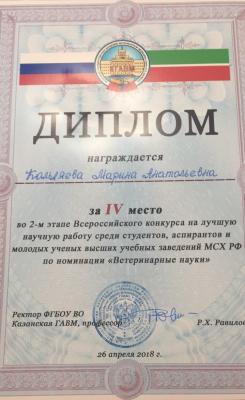 КГАВМ
ДИПЛОМ
награждается
Марина Анатольевна
за IV место
во 2-м этапе Всероссийского конкурса на лучшую
научную работу среди студентов, аспирантов и
молодых ученых высших учебных заведений МСХ РФ
по номинации «Ветеринарные науки»
Ректор ФГБОУ ВО
Казанская ГАВМ, профессор
Р.Х. Равилов
26 апреля 2018 г.